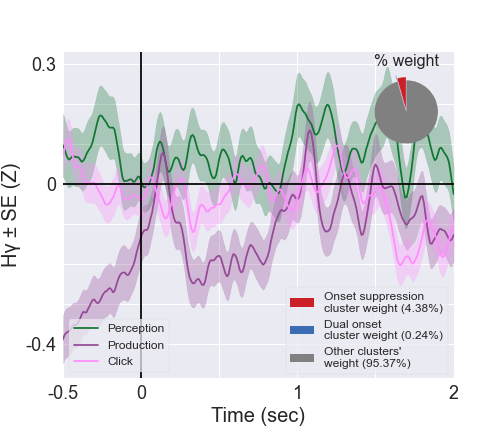 % weight
0.3
0
-0.4
Hγ ± SE (Z)
Perception
Production
Click
Onset suppression
cluster weight (4.38%)
Dual onset
cluster weight (0.24%)
Other clusters'
weight (95.37%)
-0.5
0
1
2
Time (sec)